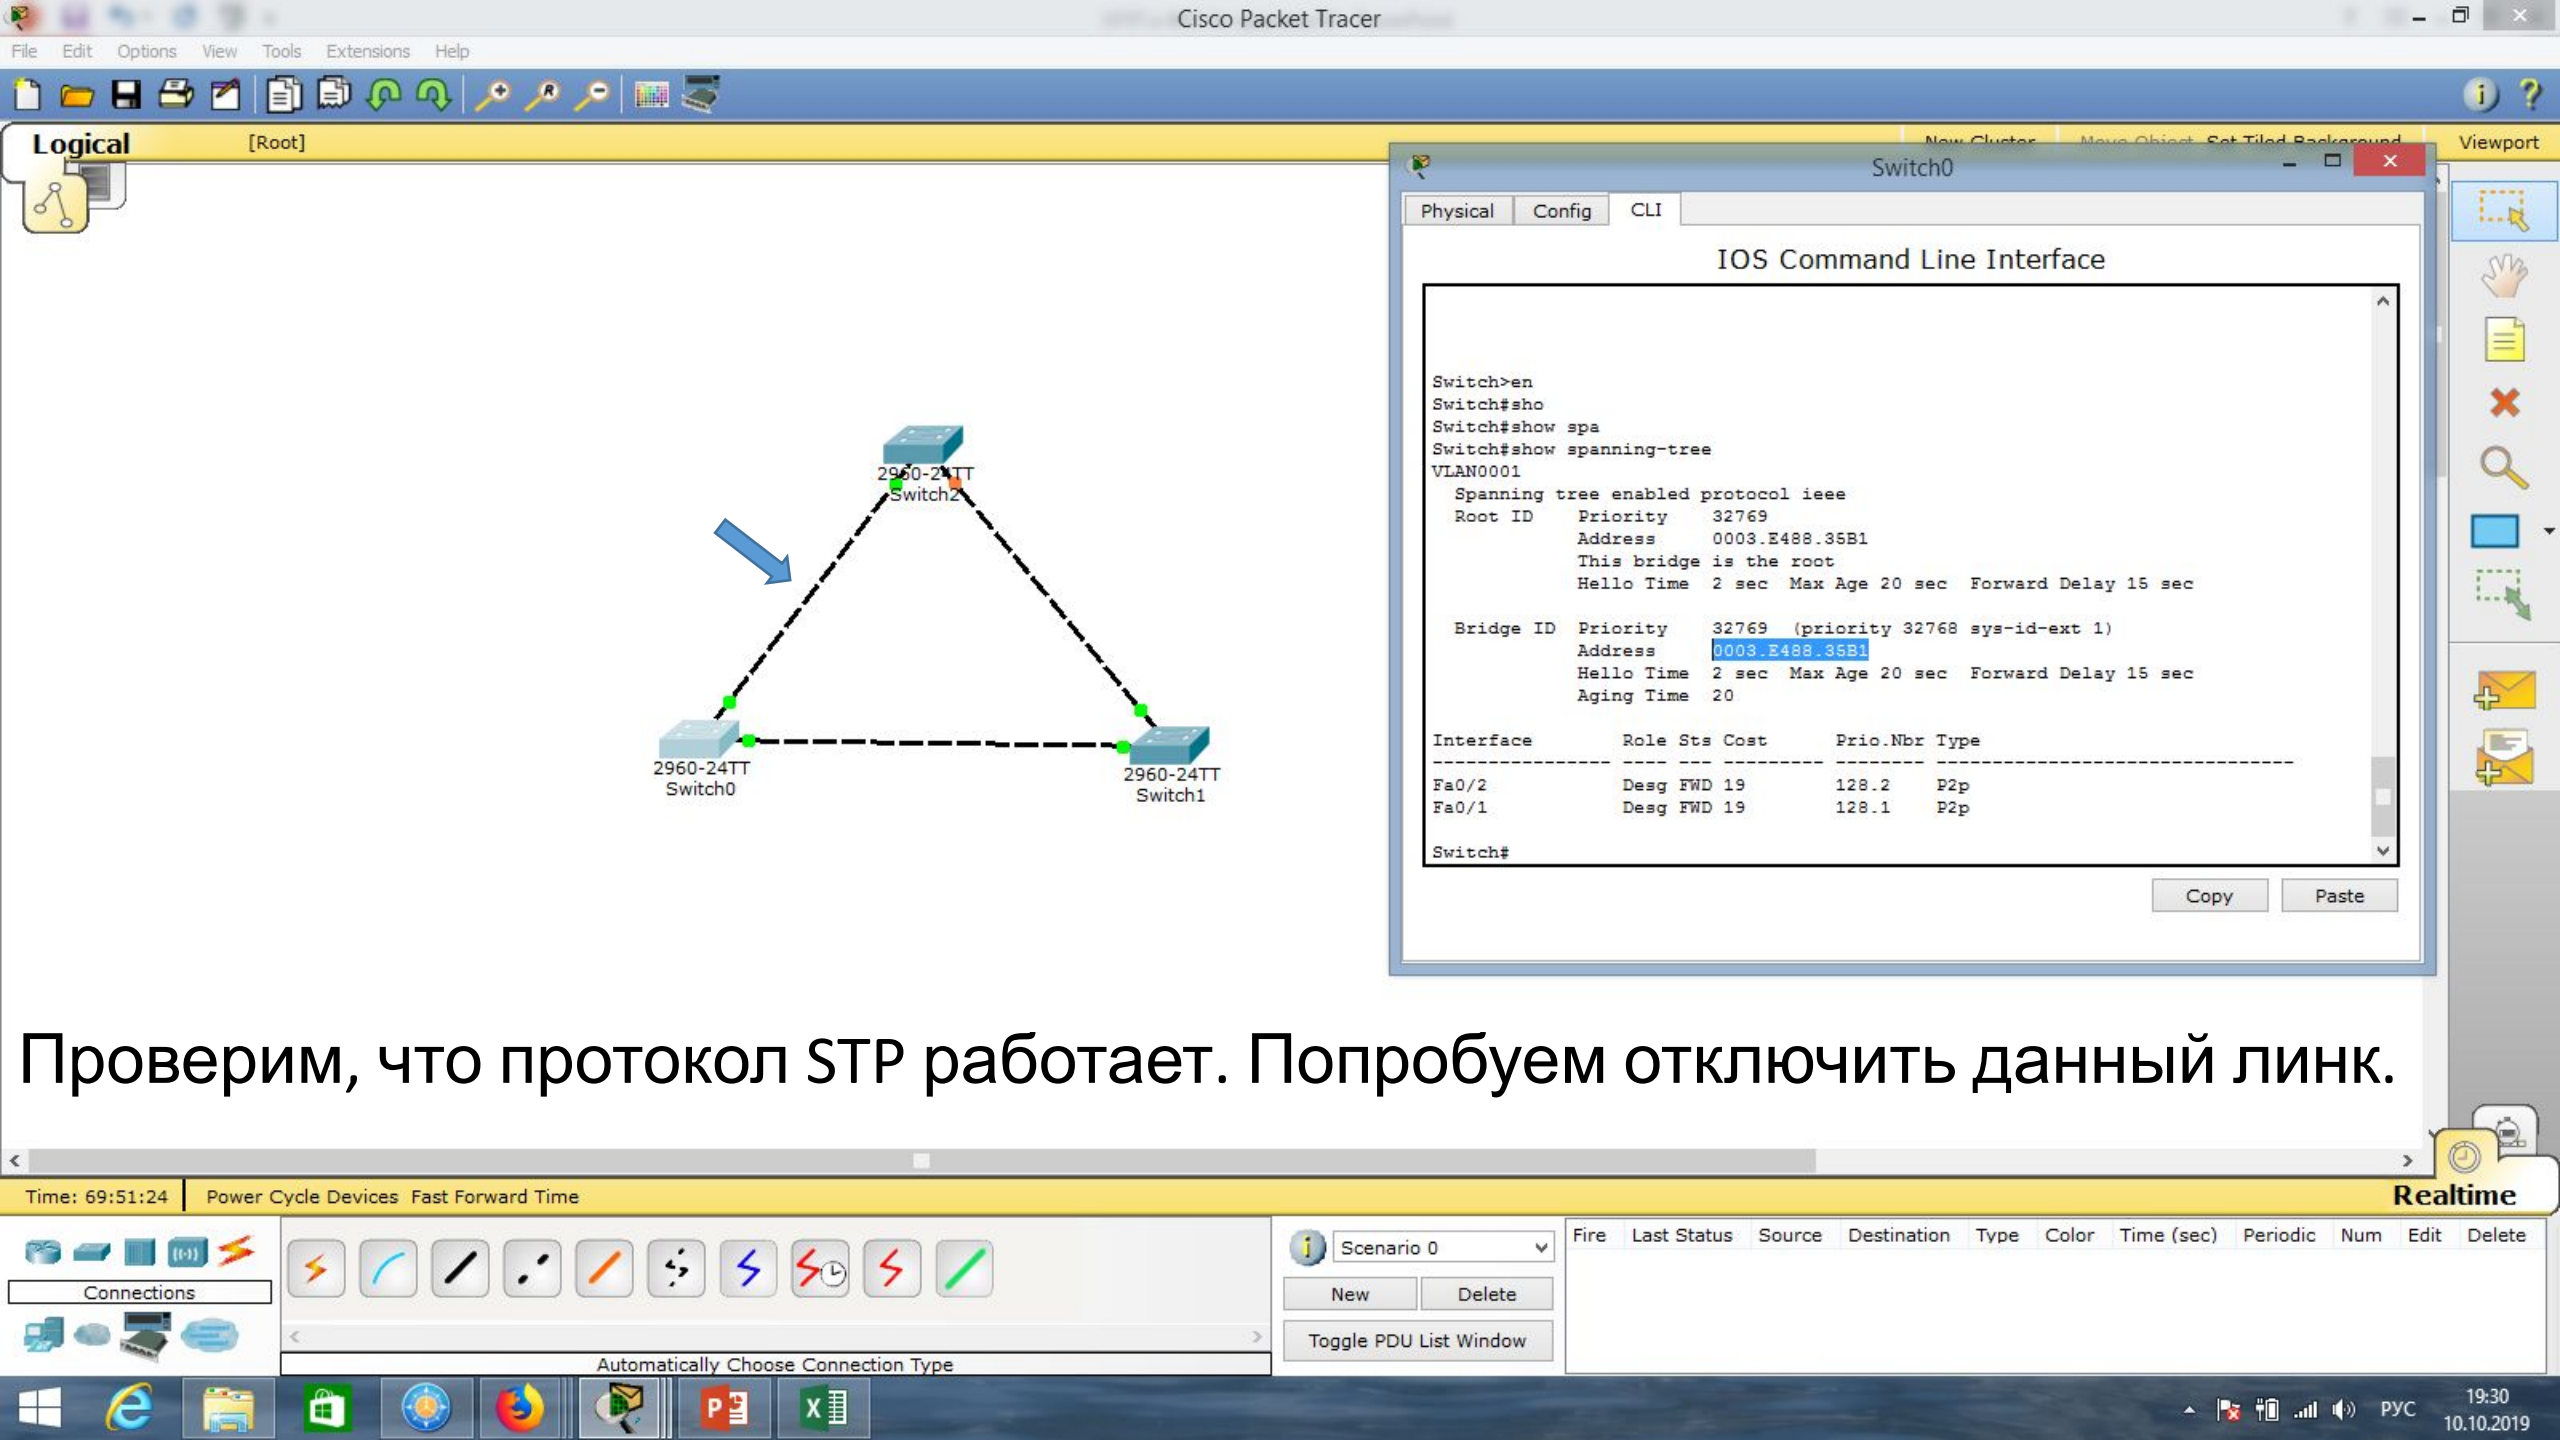 Cisco Packet Tracer
File Edit Options View Tools Extensions Help
Logical [Root] New Cluster Move Object Set Tiled Background Viewport
Switch0
Physical Config CLI
IOS Command Line Interface
Switch>en
Switch#sho
Switch#show spa
Switch#show spanning-tree
VLAN0001
Spanning tree enabled protocol ieee
Root ID Priority 32769
Address 0003.E488.35B1
This bridge is the root
Hello Time 2 sec Max Age 20 sec Forward Delay 15 sec
Bridge ID Priority 32769 (priority 32768 sys-id-ext 1)
Address 0003.E488.35B1
Hello Time 2 sec Max Age 20 sec Forward Delay 15 sec
Aging Time 20
Interface Role Sts Cost Prio.Nbr Type
---------------- ---- --- --------- -------- --------------------------------
Fa0/2 Desg FWD 19 128.2 P2p
Fa0/1 Desg FWD 19 128.1 P2p
Switch#
Copy Paste
2960-24TT
Switch2
2960-24TT
Switch0
2960-24TT
Switch1
Проверим, что протокол STP работает. Попробуем отключить данный линк.
Time: 69:51:24 Power Cycle Devices Fast Forward Time Realtime
Connections
Automatically Choose Connection Type
Scenario 0
New Delete
Toggle PDU List Window
Fire Last Status Source Destination Type Color Time (sec) Periodic Num Edit Delete
РУС
19:30
10.10.2019